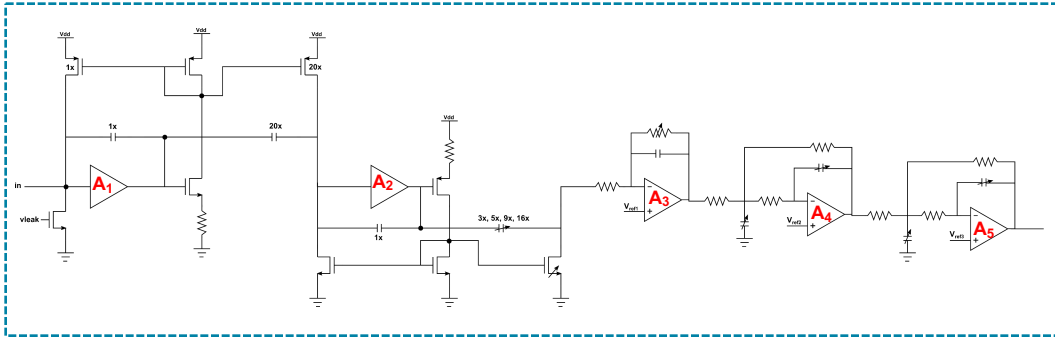 Vdd
Vdd
Vdd
1x
20x
1x
20x
Vdd
A1
A2
in
vleak
1x
3x, 5x, 9x, 16x
A3
Vref1
A4
Vref2
A5
Vref3